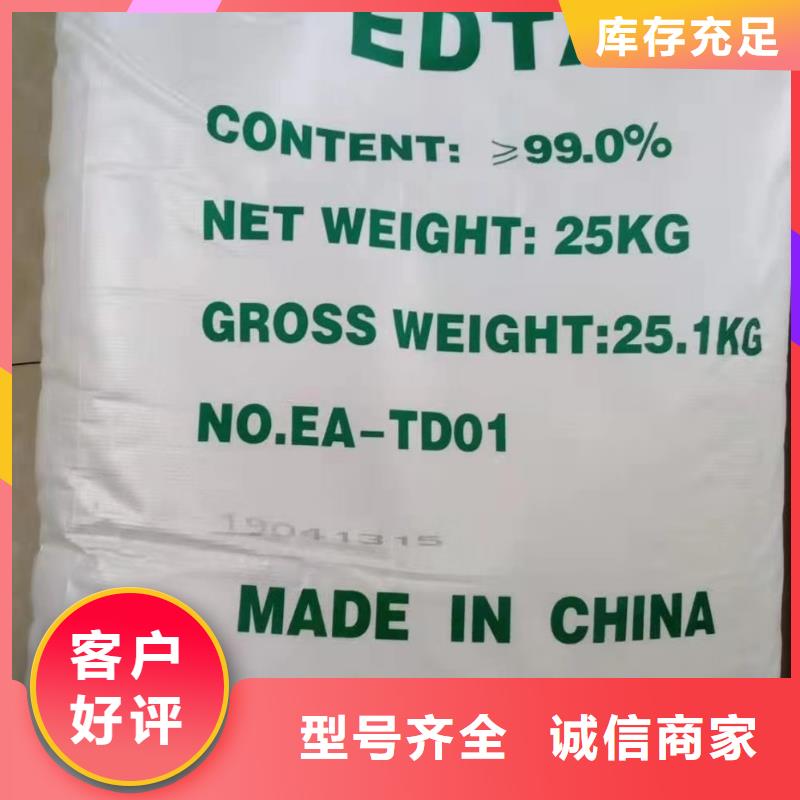 库存充足
EDTA
CONTENT: ≥99.0%
NET WEIGHT: 25KG
GROSS WEIGHT:25.1KG
NO.EA-TD01
19041315
MADE IN CHINA
客户
好评
型号齐全 诚信商家